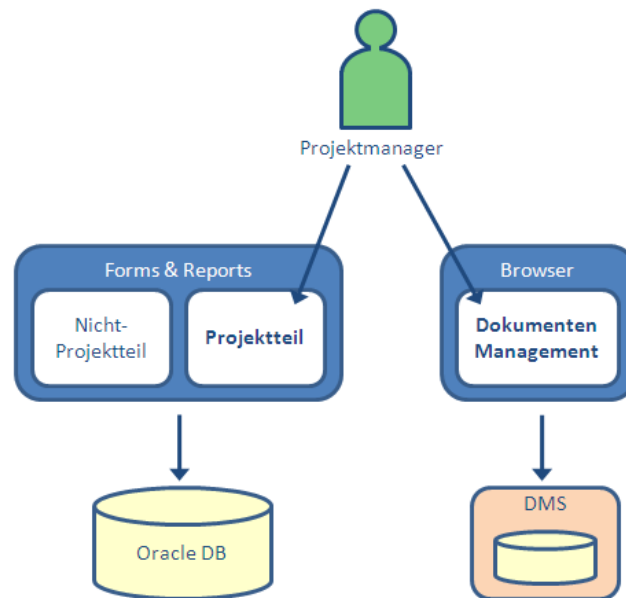 Projektmanager
Forms & Reports
Browser
Nicht-
Projektteil
Projektteil
Dokumenten
Management
Oracle DB
DMS